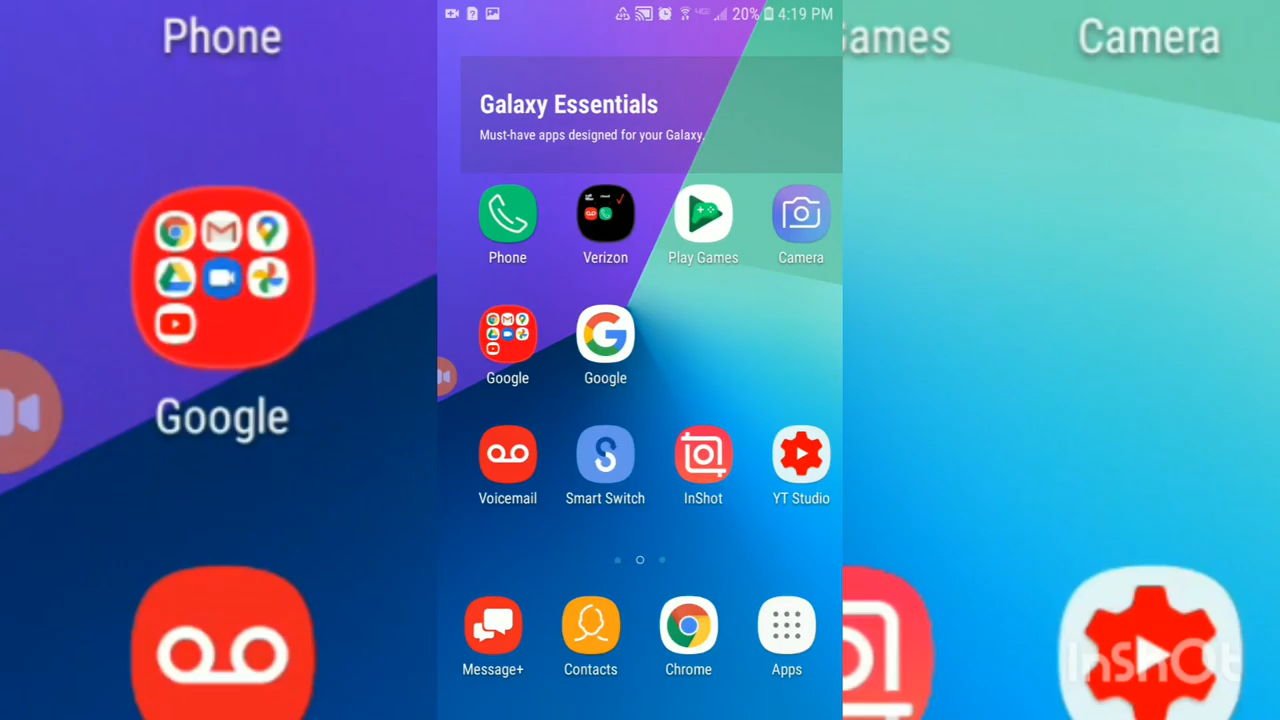 Phone
Google
20% 4:19 PM
Galaxy Essentials
Must-have apps designed for your Galaxy.
Phone Verizon Play Games Camera
Google Google
Voicemail Smart Switch InShot YT Studio
Message+ Contacts Chrome Apps
Games Camera
InShOt